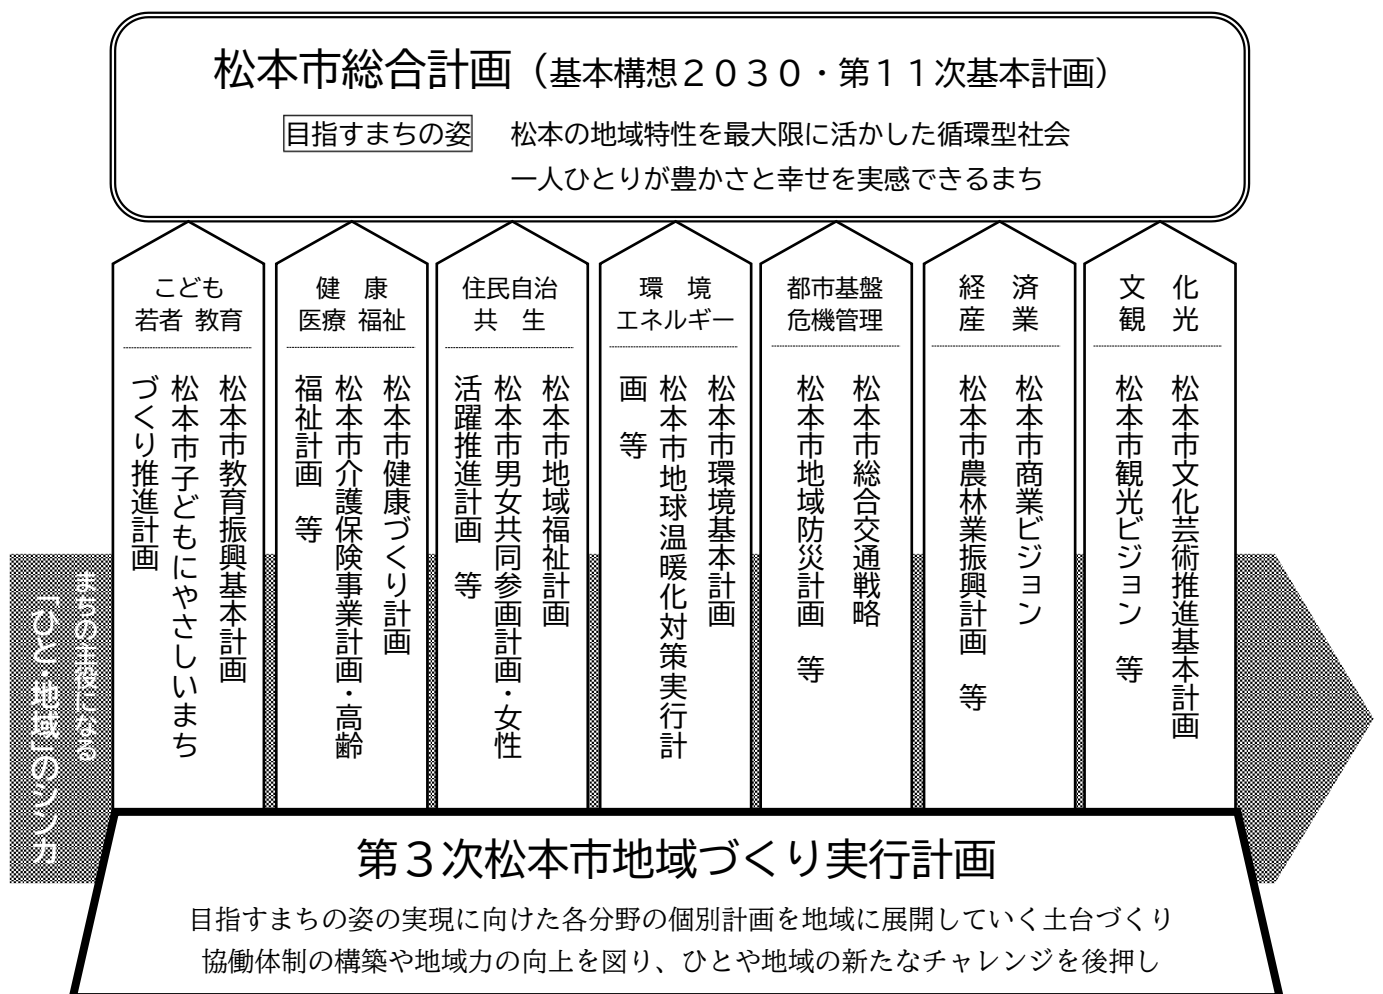 松本市総合計画（基本構想２０３０・第１１次基本計画）
目指すまちの姿　松本の地域特性を最大限に活かした循環型社会
一人ひとりが豊かさと幸せを実感できるまち
こども
若者 教育
松本市教育振興基本計画
松本市子どもにやさしいまち
づくり推進計画
健　康
医療 福祉
松本市健康づくり計画
松本市介護保険事業計画・高齢
福祉計画　等
住民自治
共　生
松本市地域福祉計画
松本市男女共同参画計画・女性
活躍推進計画　等
環　境
エネルギー
松本市環境基本計画
松本市地球温暖化対策実行計
画　等
都市基盤
危機管理
松本市総合交通戦略
松本市地域防災計画　等
経　済
産　業
松本市商業ビジョン
松本市農林業振興計画　等
文　化
観　光
松本市文化芸術推進基本計画
松本市観光ビジョン　等
まちの土台になる
「ひと・地域」のシンカ
第３次松本市地域づくり実行計画
目指すまちの姿の実現に向けた各分野の個別計画を地域に展開していく土台づくり
協働体制の構築や地域力の向上を図り、ひとや地域の新たなチャレンジを後押し